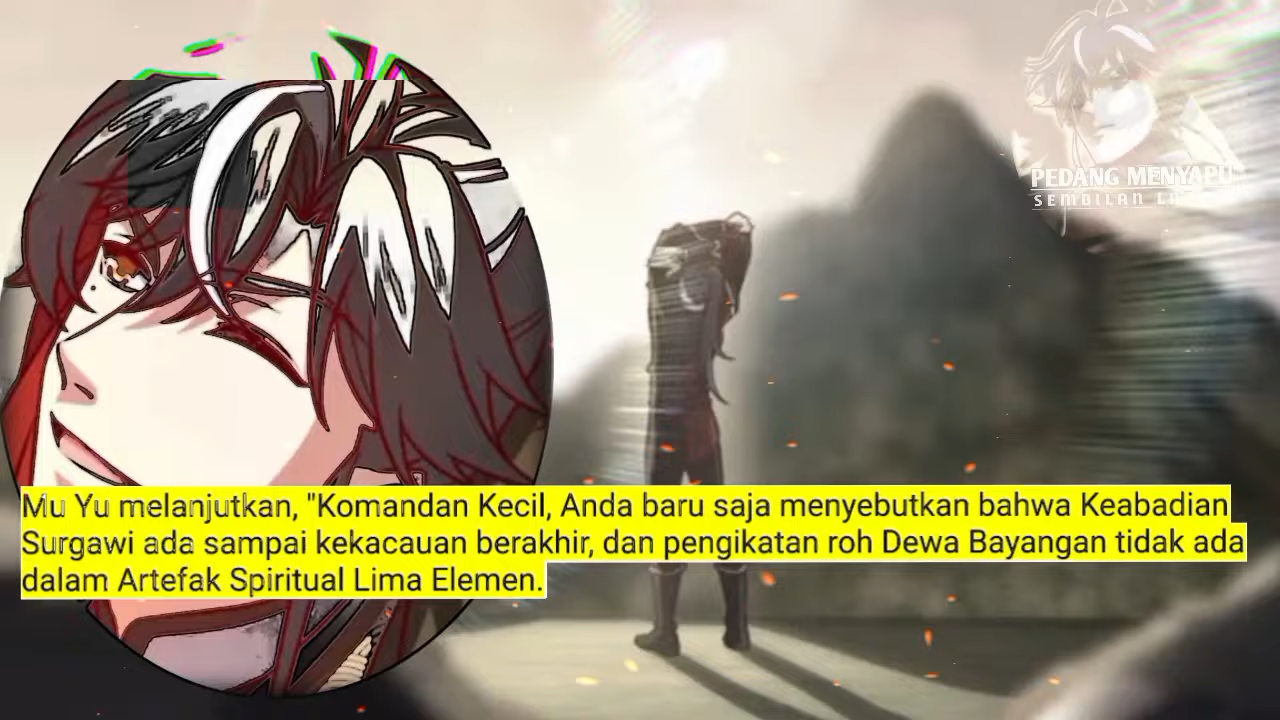 PEDANG MENYAPU
SEMBILAN
Mu Yu melanjutkan, "Komandan Kecil, Anda baru saja menyebutkan bahwa Keabadian
Surgawi ada sampai kekacauan berakhir, dan pengikatan roh Dewa Bayangan tidak ada
dalam Artefak Spiritual Lima Elemen.